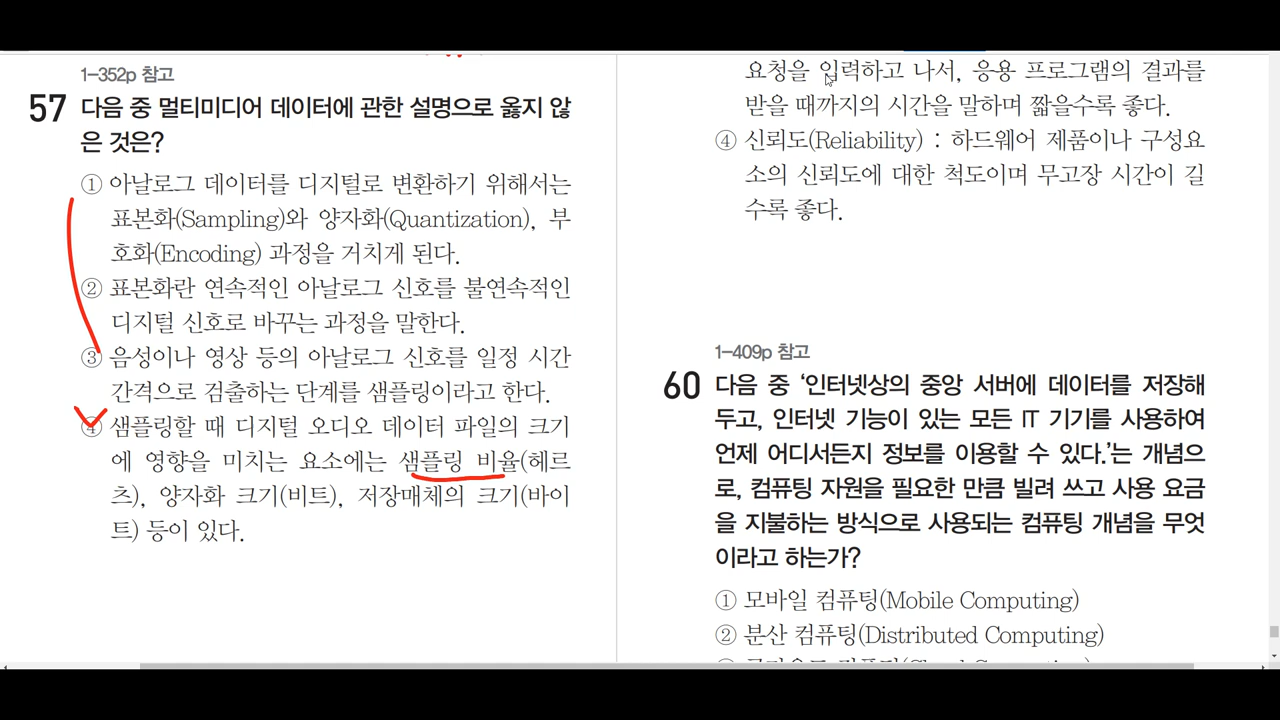 1-352p 참고
57 다음 중 멀티미디어 데이터에 관한 설명으로 옳지 않
은 것은?
① 아날로그 데이터를 디지털로 변환하기 위해서는
표본화(Sampling)와 양자화(Quantization), 부
호화(Encoding) 과정을 거치게 된다.
② 표본화란 연속적인 아날로그 신호를 불연속적인
디지털 신호로 바꾸는 과정을 말한다.
③ 음성이나 영상 등의 아날로그 신호를 일정 시간
간격으로 검출하는 단계를 샘플링이라고 한다.
④ 샘플링할 때 디지털 오디오 데이터 파일의 크기
에 영향을 미치는 요소에는 샘플링 비율(헤르
츠), 양자화 크기(비트), 저장매체의 크기(바이
트) 등이 있다.
요청을 입력하고 나서, 응용 프로그램의 결과를
받을 때까지의 시간을 말하며 짧을수록 좋다.
④ 신뢰도(Reliability) : 하드웨어 제품이나 구성요
소의 신뢰도에 대한 척도이며 무고장 시간이 길
수록 좋다.
1-409p 참고
60 다음 중 ‘인터넷상의 중앙 서버에 데이터를 저장해
두고, 인터넷 기능이 있는 모든 IT 기기를 사용하여
언제 어디서든지 정보를 이용할 수 있다.’는 개념으
로, 컴퓨팅 자원을 필요한 만큼 빌려 쓰고 사용 요금
을 지불하는 방식으로 사용되는 컴퓨팅 개념을 무엇
이라고 하는가?
① 모바일 컴퓨팅(Mobile Computing)
② 분산 컴퓨팅(Distributed Computing)